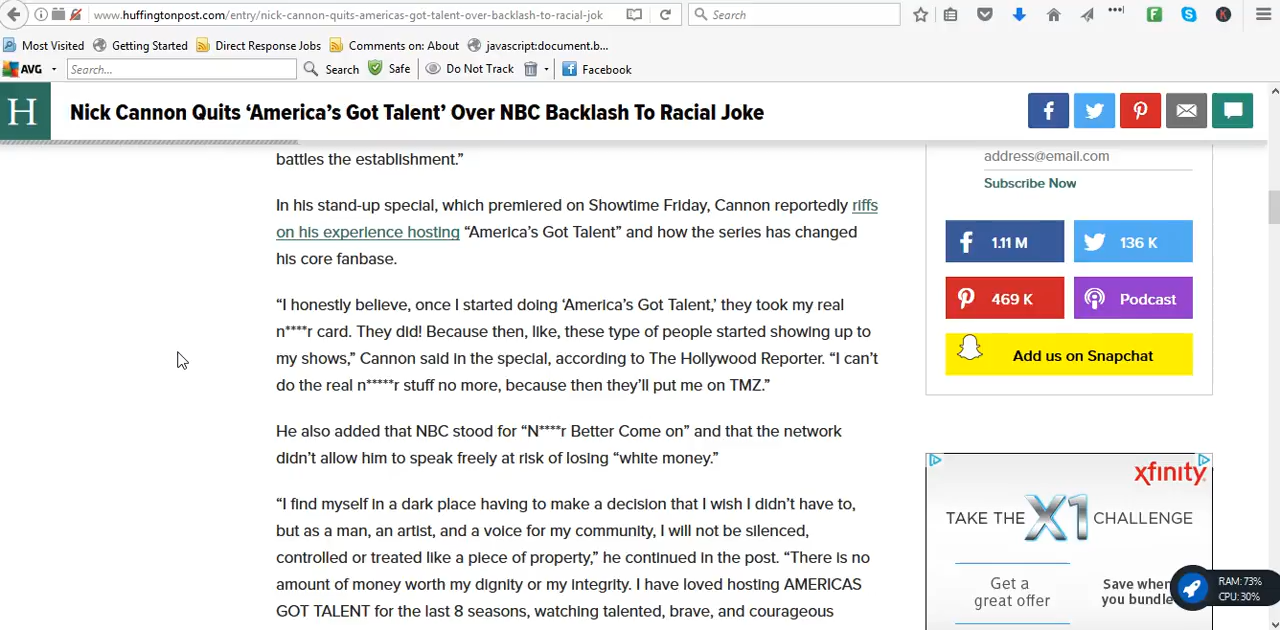 www.huffingtonpost.com/entry/nick-cannon-quits-americas-got-talent-over-backlash-to-racial-jok
Search
Most Visited Getting Started Direct Response Jobs Comments on: About javascript:document.b...
AVG Search... Search Safe Do Not Track Facebook
H Nick Cannon Quits ‘America’s Got Talent’ Over NBC Backlash To Racial Joke
battles the establishment.”
In his stand-up special, which premiered on Showtime Friday, Cannon reportedly riffs
on his experience hosting “America’s Got Talent” and how the series has changed
his core fanbase.
“I honestly believe, once I started doing ‘America’s Got Talent,’ they took my real
n****r card. They did! Because then, like, these type of people started showing up to
my shows,” Cannon said in the special, according to The Hollywood Reporter. “I can’t
do the real n*****r stuff no more, because then they’ll put me on TMZ.”
He also added that NBC stood for “N****r Better Come on” and that the network
didn’t allow him to speak freely at risk of losing “white money.”
“I find myself in a dark place having to make a decision that I wish I didn’t have to,
but as a man, an artist, and a voice for my community, I will not be silenced,
controlled or treated like a piece of property,” he continued in the post. “There is no
amount of money worth my dignity or my integrity. I have loved hosting AMERICAS
GOT TALENT for the last 8 seasons, watching talented, brave, and courageous
address@email.com
Subscribe Now
1.11 M 136 K
469 K Podcast
Add us on Snapchat
xfinity
TAKE THE X1 CHALLENGE
Get a
great offer
Save when
you bundle
RAM: 73%
CPU: 30%